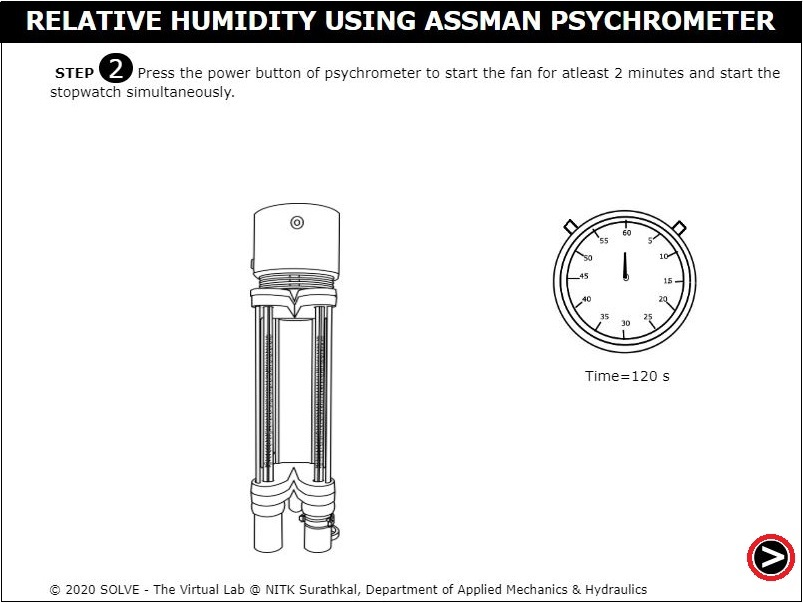 RELATIVE HUMIDITY USING ASSMAN PSYCHROMETER
STEP 2 Press the power button of psychrometer to start the fan for atleast 2 minutes and start the
stopwatch simultaneously.
60
55
5
50
10
45
15
40
20
35
25
30
Time=120 s
>
© 2020 SOLVE - The Virtual Lab @ NITK Surathkal, Department of Applied Mechanics & Hydraulics